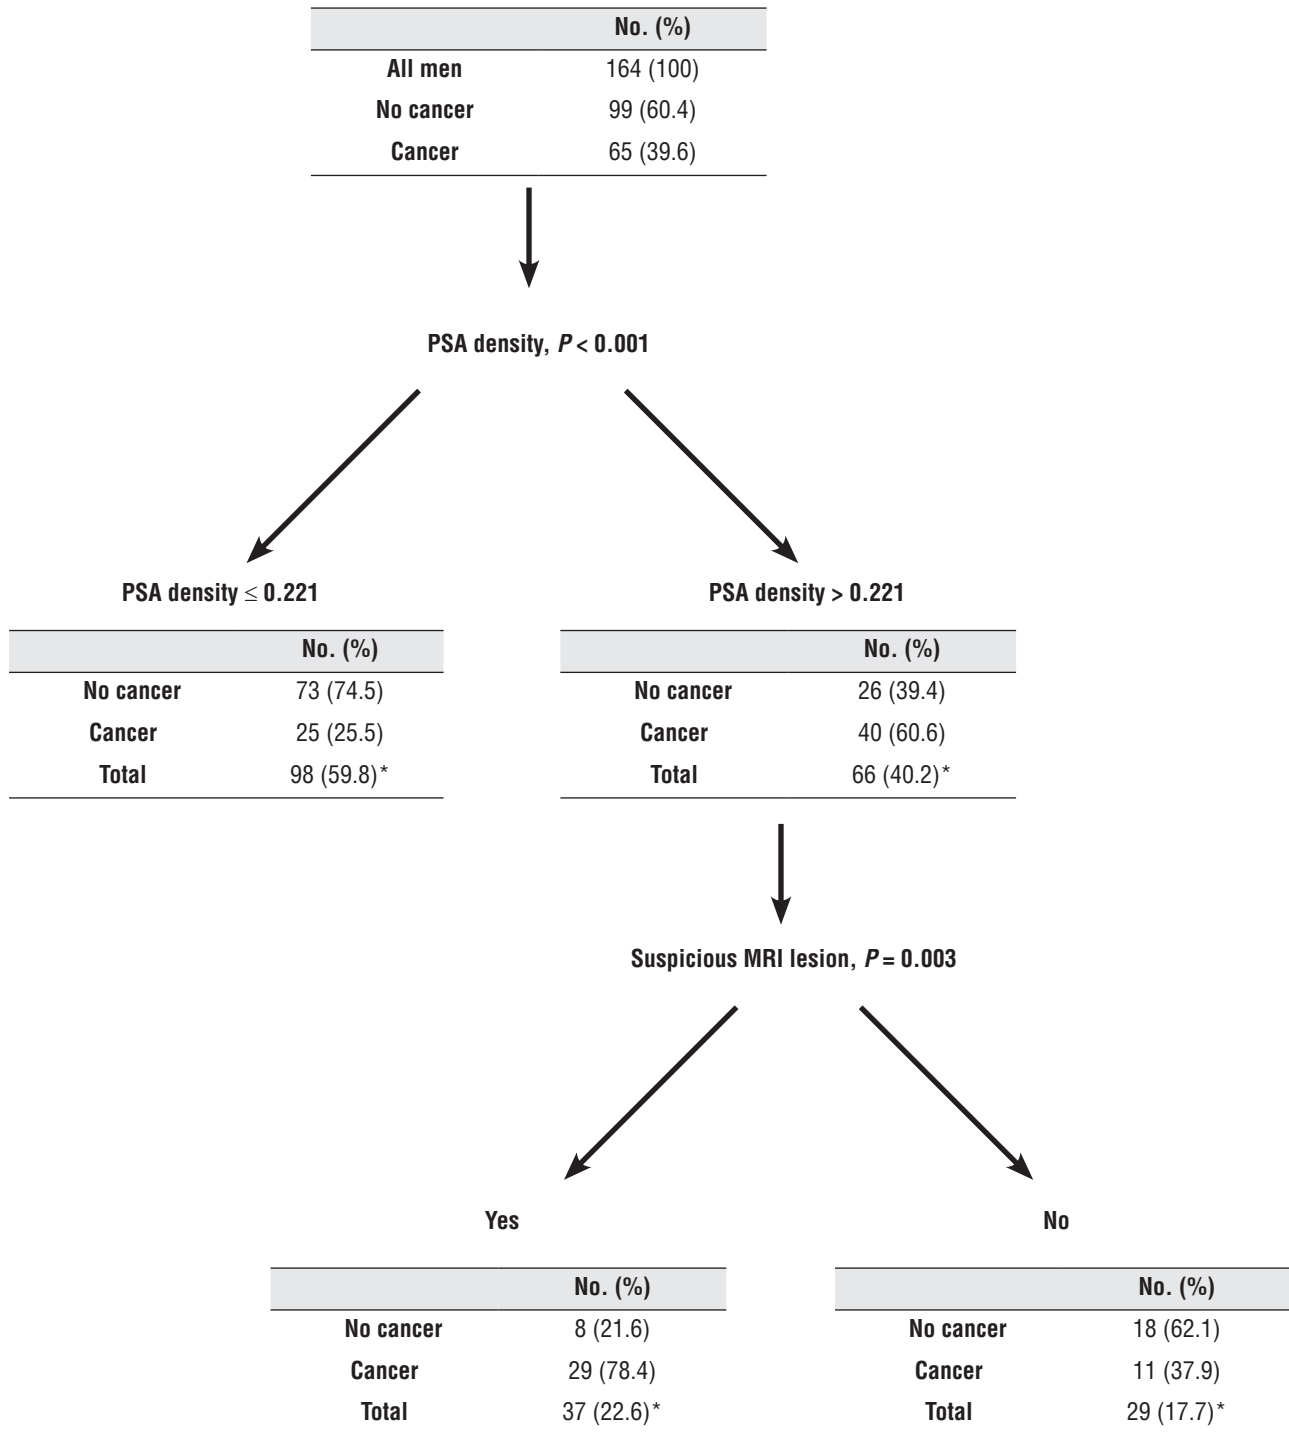 No. (%)
All men 164 (100)
No cancer 99 (60.4)
Cancer 65 (39.6)
PSA density, P < 0.001
PSA density ≤ 0.221
No. (%)
No cancer 73 (74.5)
Cancer 25 (25.5)
Total 98 (59.8)*
PSA density > 0.221
No. (%)
No cancer 26 (39.4)
Cancer 40 (60.6)
Total 66 (40.2)*
Suspicious MRI lesion, P = 0.003
Yes
No. (%)
No cancer 8 (21.6)
Cancer 29 (78.4)
Total 37 (22.6)*
No
No. (%)
No cancer 18 (62.1)
Cancer 11 (37.9)
Total 29 (17.7)*